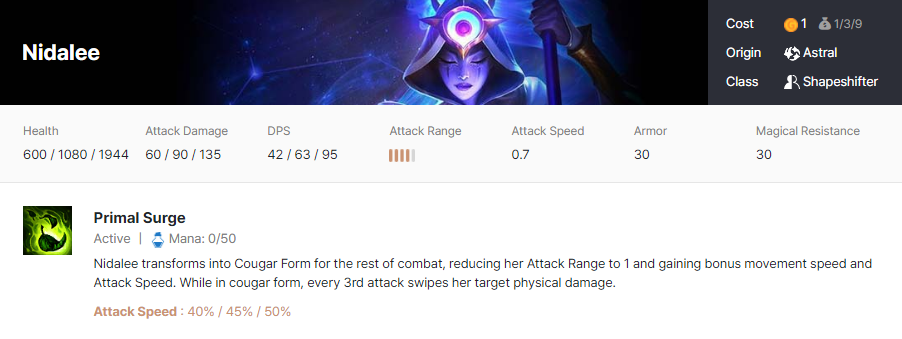 Nidalee
Cost 1 1/3/9
Origin Astral
Class Shapeshifter
Health Attack Damage DPS Attack Range Attack Speed Armor Magical Resistance
600 / 1080 / 1944 60 / 90 / 135 42 / 63 / 95 0.7 30 30
Primal Surge
Active | Mana: 0/50
Nidalee transforms into Cougar Form for the rest of combat, reducing her Attack Range to 1 and gaining bonus movement speed and
Attack Speed. While in cougar form, every 3rd attack swipes her target physical damage.
Attack Speed : 40% / 45% / 50%